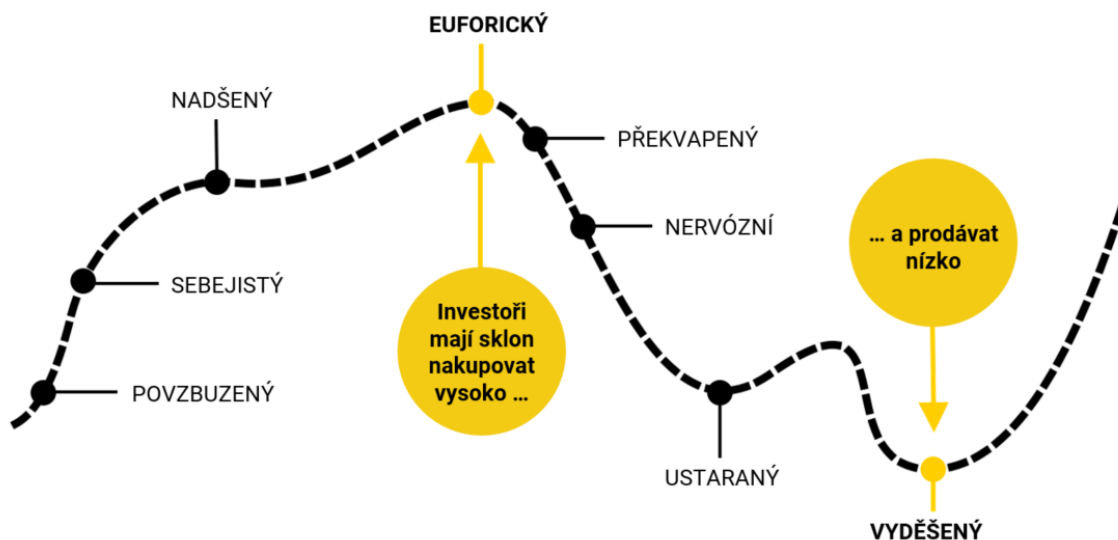 EUFORICKÝ
NADŠENÝ
PŘEKVAPENÝ
NERVÓZNÍ
… a prodávat
nízko
SEBEJISTÝ
Investoři
mají sklon
nakupovat
vysoko …
POVZBUZENÝ
USTARANÝ
VYDĚŠENÝ